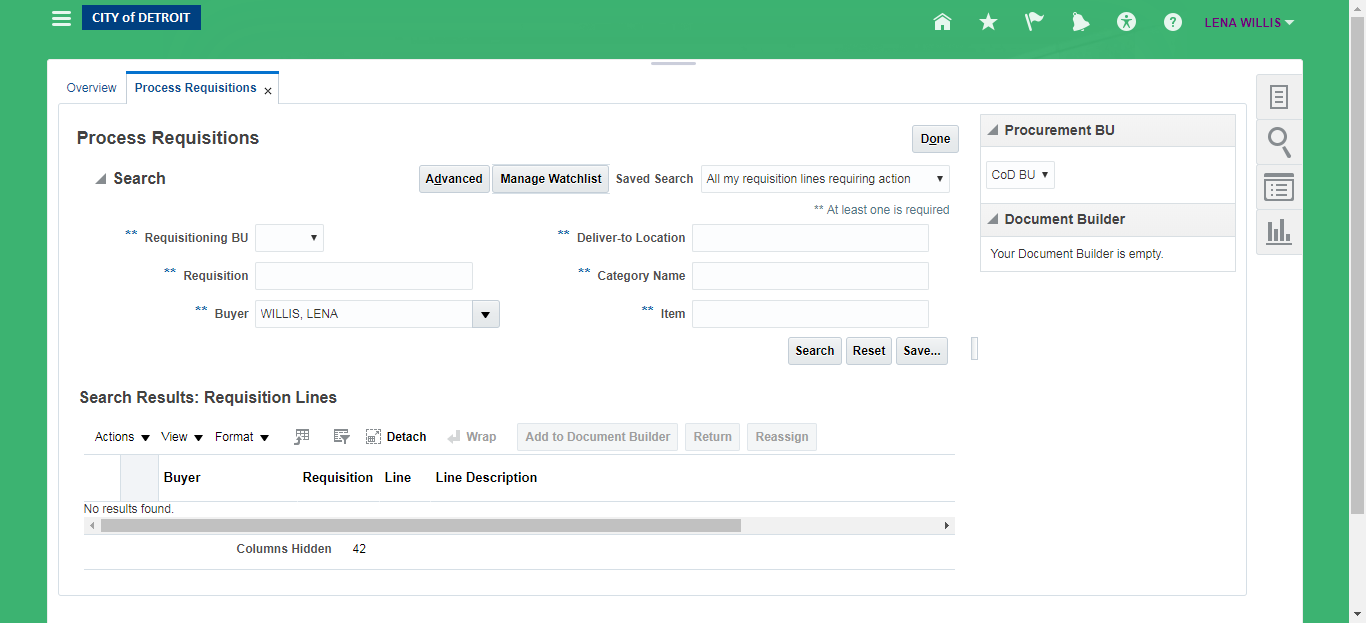 CITY of DETROIT
LENA WILLIS
Overview
Process Requisitions
Process Requisitions
Done
Search
Advanced
Manage Watchlist
Saved Search
All my requisition lines requiring action
** At least one is required
** Requisitioning BU
** Deliver-to Location
** Requisition
** Category Name
** Buyer
WILLIS, LENA
** Item
Search
Reset
Save...
Procurement BU
CoD BU
Document Builder
Your Document Builder is empty.
Search Results: Requisition Lines
Actions
View
Format
Detach
Wrap
Add to Document Builder
Return
Reassign
Buyer
Requisition
Line
Line Description
No results found.
Columns Hidden 42